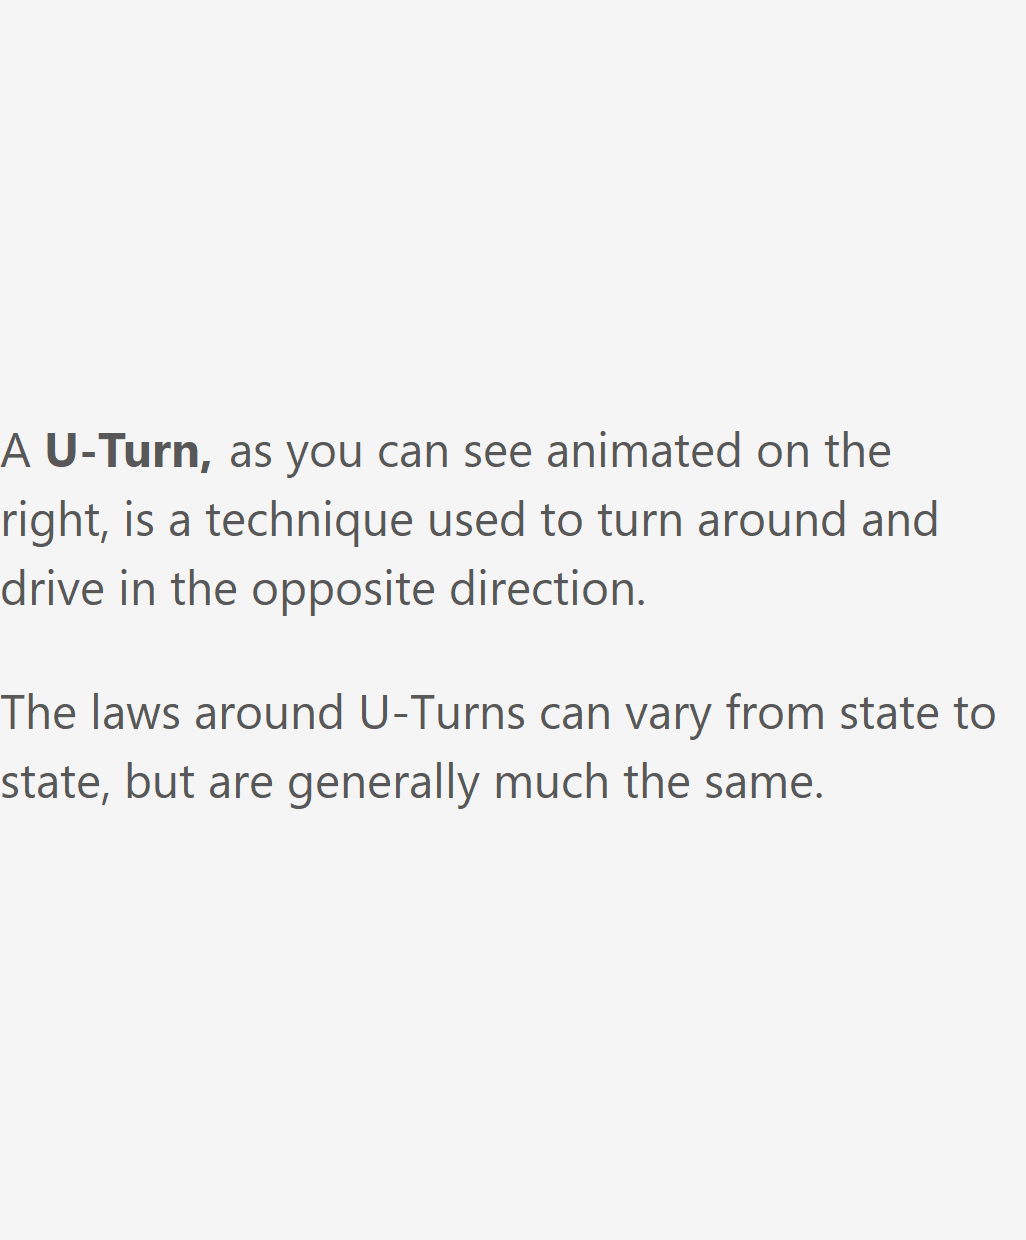 A U-Turn, as you can see animated on the
right, is a technique used to turn around and
drive in the opposite direction.
The laws around U-Turns can vary from state to
state, but are generally much the same.